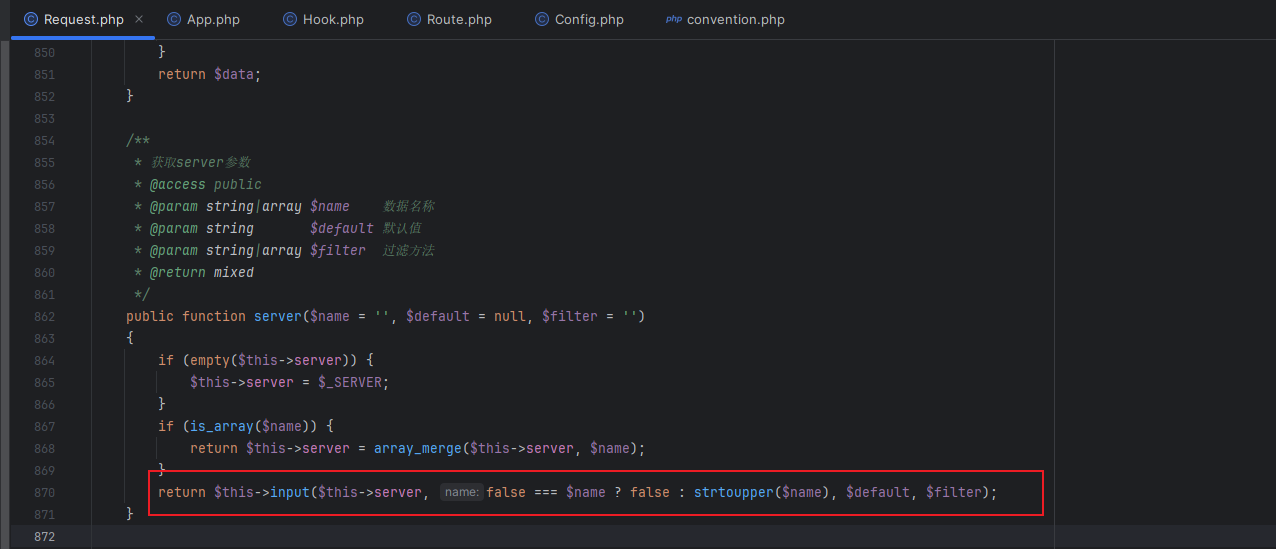 Request.php × App.php Hook.php Route.php Config.php php convention.php
850 }
851 return $data;
852 }
853
854 /**
855 * 获取server参数
856 * @access public
857 * @param string|array $name 数据名称
858 * @param string $default 默认值
859 * @param string|array $filter 过滤方法
860 * @return mixed
861 */
862 public function server($name = '', $default = null, $filter = '')
863 {
864 if (empty($this->server)) {
865 $this->server = $_SERVER;
866 }
867 if (is_array($name)) {
868 return $this->server = array_merge($this->server, $name);
869 }
870 return $this->input($this->server, name: false === $name ? false : strtoupper($name), $default, $filter);
871 }
872